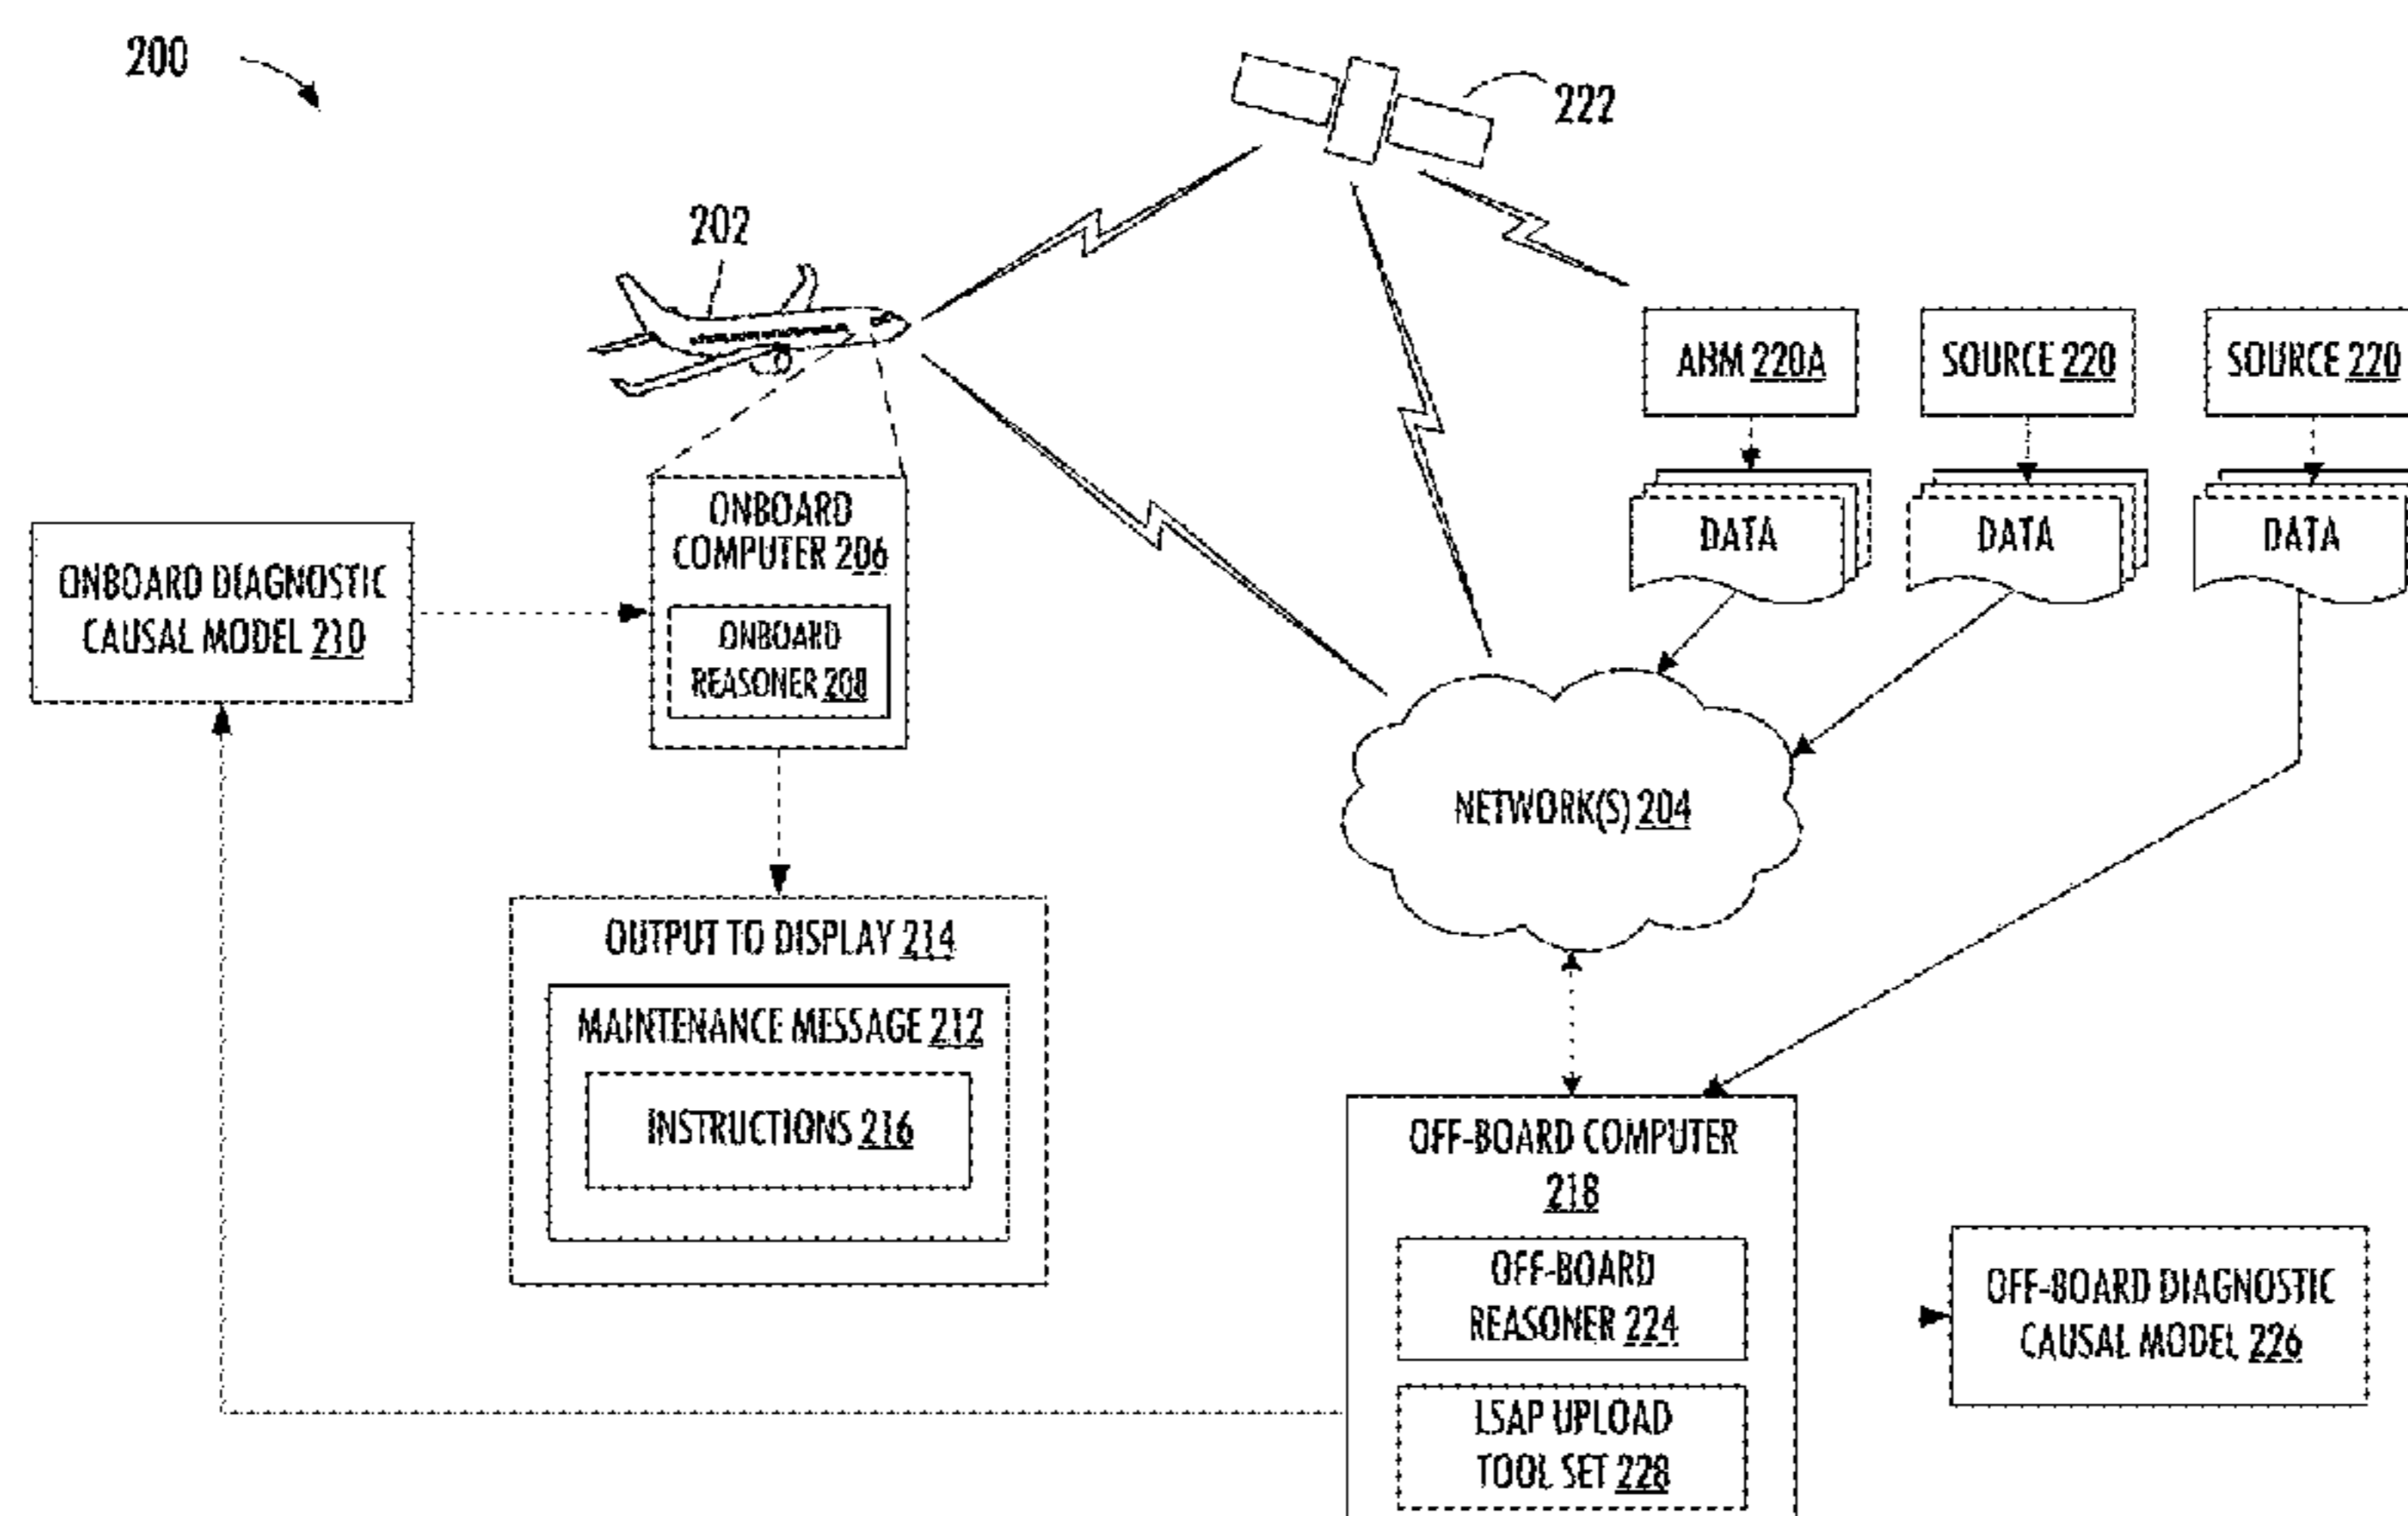 200
222
202
AHM 220A
SOURCE 220
SOURCE 220
DATA
DATA
DATA
ONBOARD
COMPUTER 206
ONBOARD
REASONER 208
ONBOARD DIAGNOSTIC
CAUSAL MODEL 210
NETWORK(S) 204
OUTPUT TO DISPLAY 214
MAINTENANCE MESSAGE 212
INSTRUCTIONS 216
OFF-BOARD COMPUTER
218
OFF-BOARD
REASONER 224
LSAP UPLOAD
TOOL SET 228
OFF-BOARD DIAGNOSTIC
CAUSAL MODEL 226